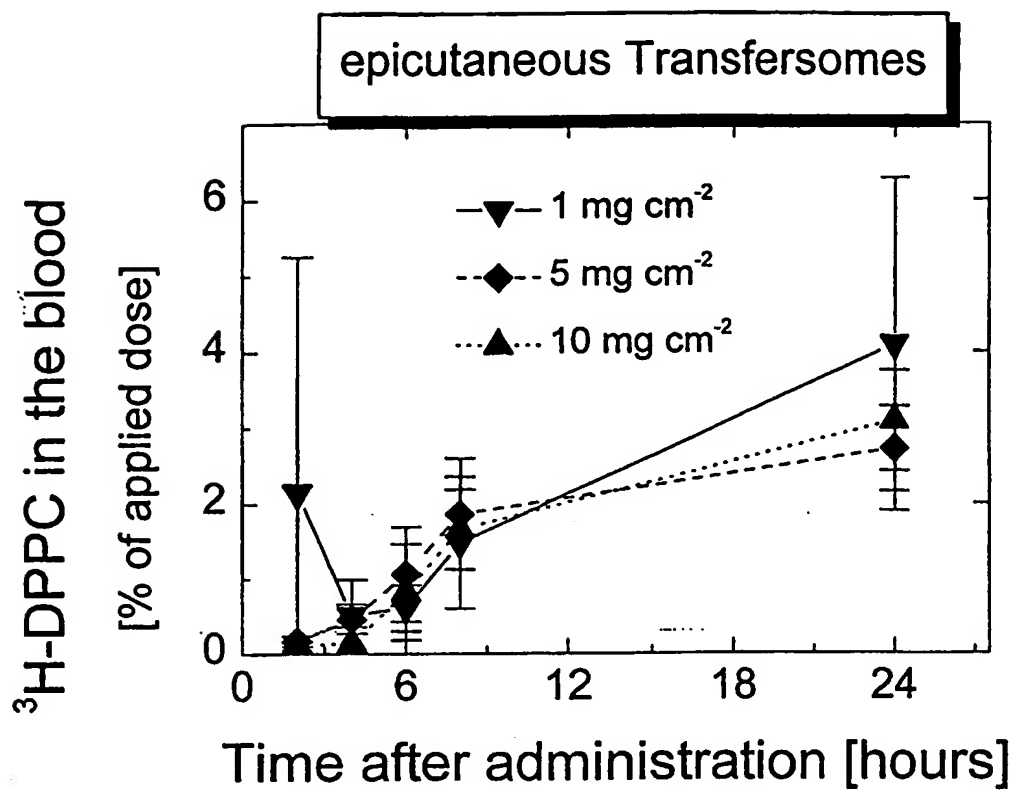 epicutaneous Transfersomes
³H-DPPC in the blood
[% of applied dose]
6
4
2
0
1 mg cm⁻²
5 mg cm⁻²
10 mg cm⁻²
0 6 12 18 24
Time after administration [hours]